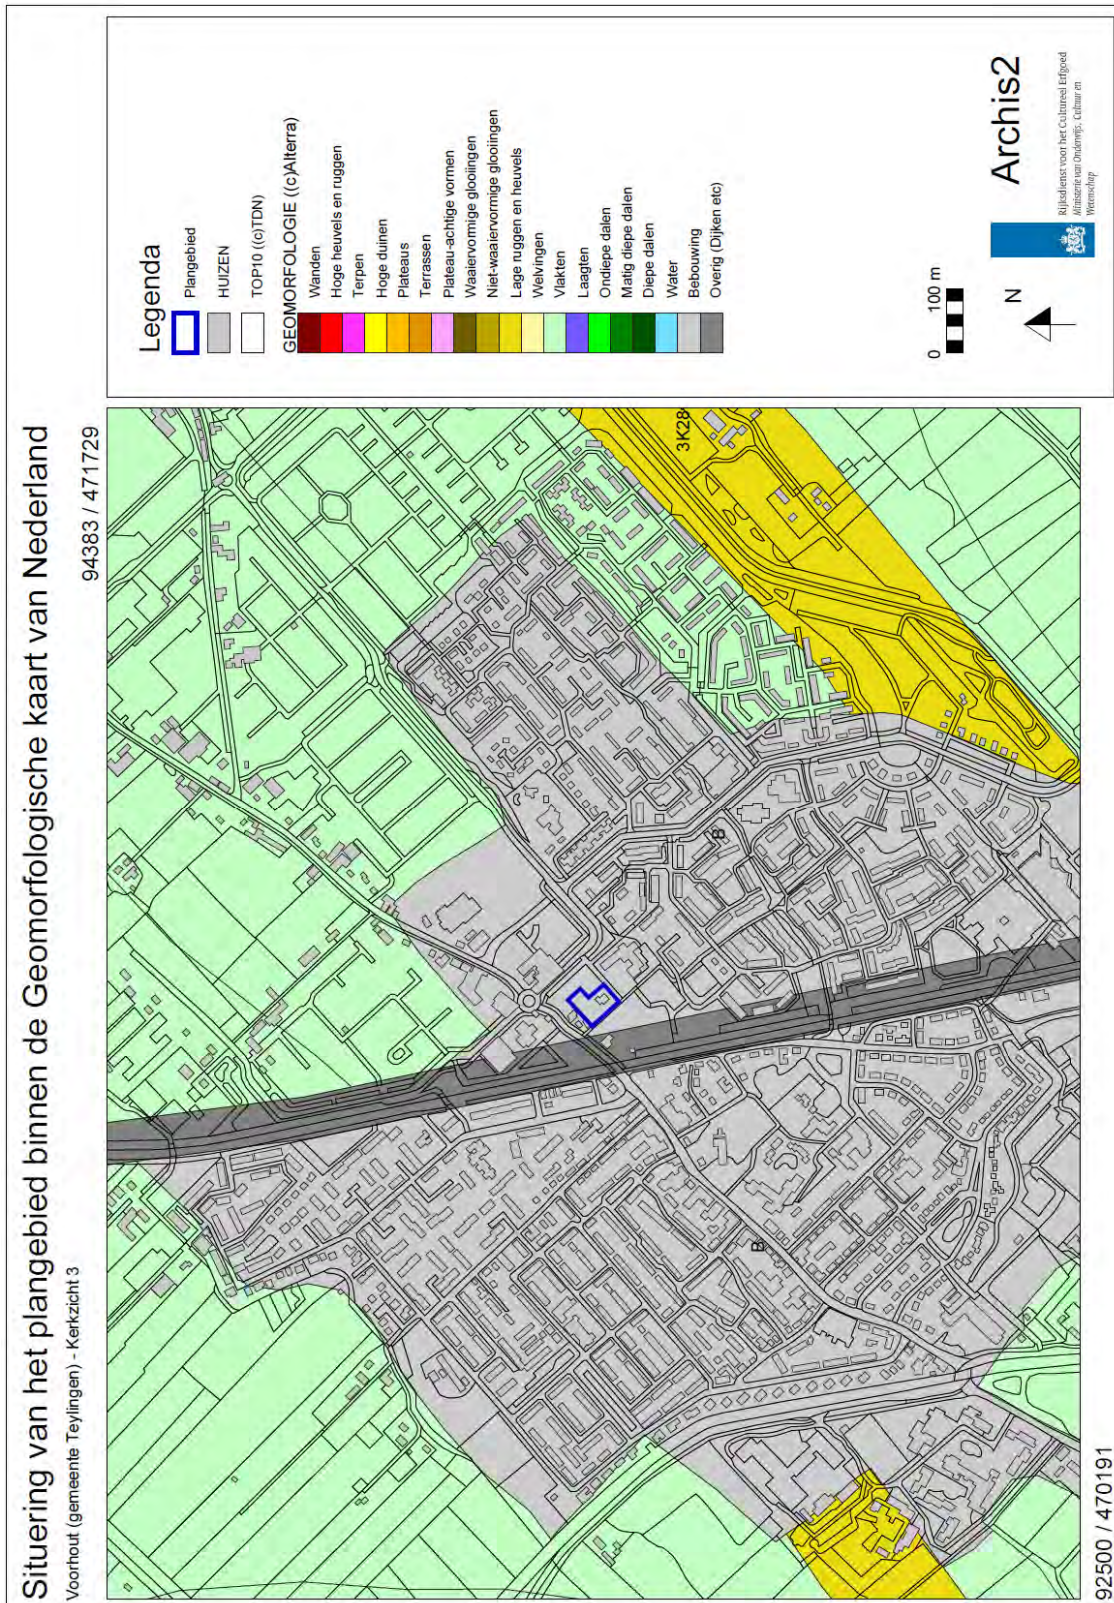 Situering van het plangebied binnen de Geomorfologische kaart van Nederland
Voorhout (gemeente Teylingen) - Kerkzicht 3
94383 / 471729
3K28
B
B
92500 / 470191
Legenda
Plangebied
HUIZEN
TOP10 ((c)TDN)
GEOMORFOLOGIE ((c)Alterra)
Wanden
Hoge heuvels en ruggen
Terpen
Hoge duinen
Plateaus
Terrassen
Plateau-achtige vormen
Waaiervormige glooiingen
Niet-waaiervormige glooiingen
Lage ruggen en heuvels
Welvingen
Vlakten
Laagten
Ondiepe dalen
Matig diepe dalen
Diepe dalen
Water
Bebouwing
Overig (Dijken etc)
0 100 m
N
Archis2
Rijksdienst voor het Cultureel Erfgoed
Ministerie van Onderwijs, Cultuur en
Wetenschap